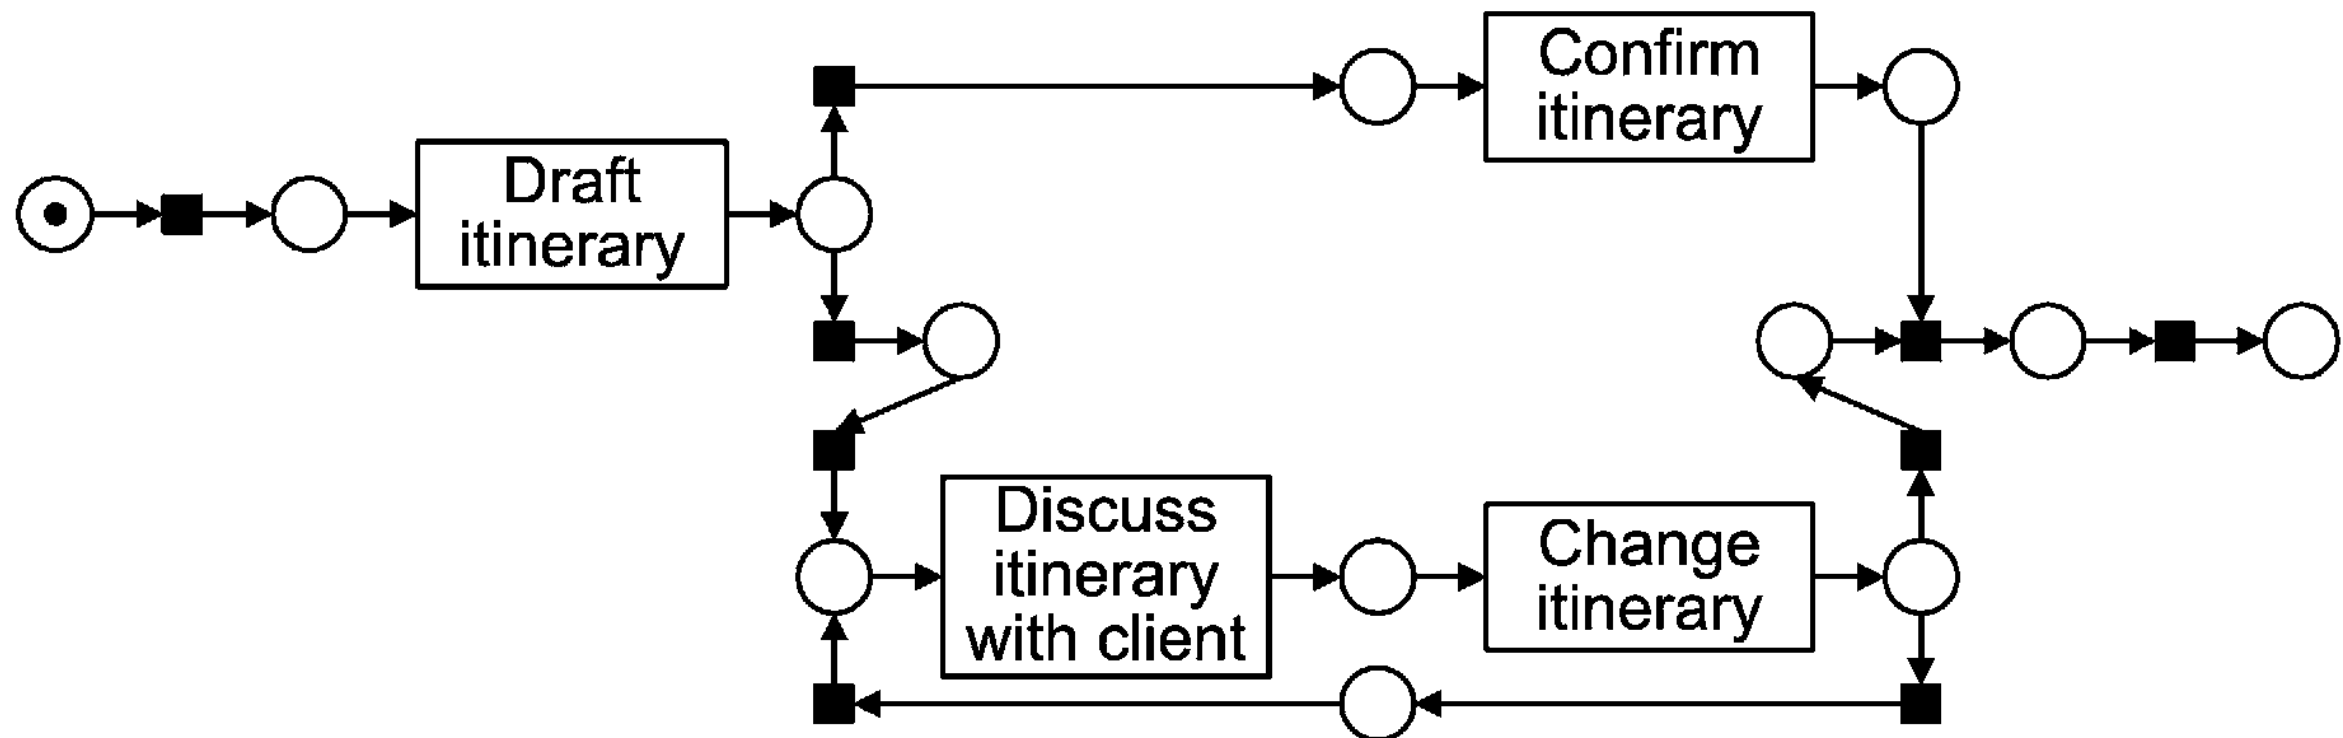 Draft
itinerary
Confirm
itinerary
Discuss
itinerary
with client
Change
itinerary